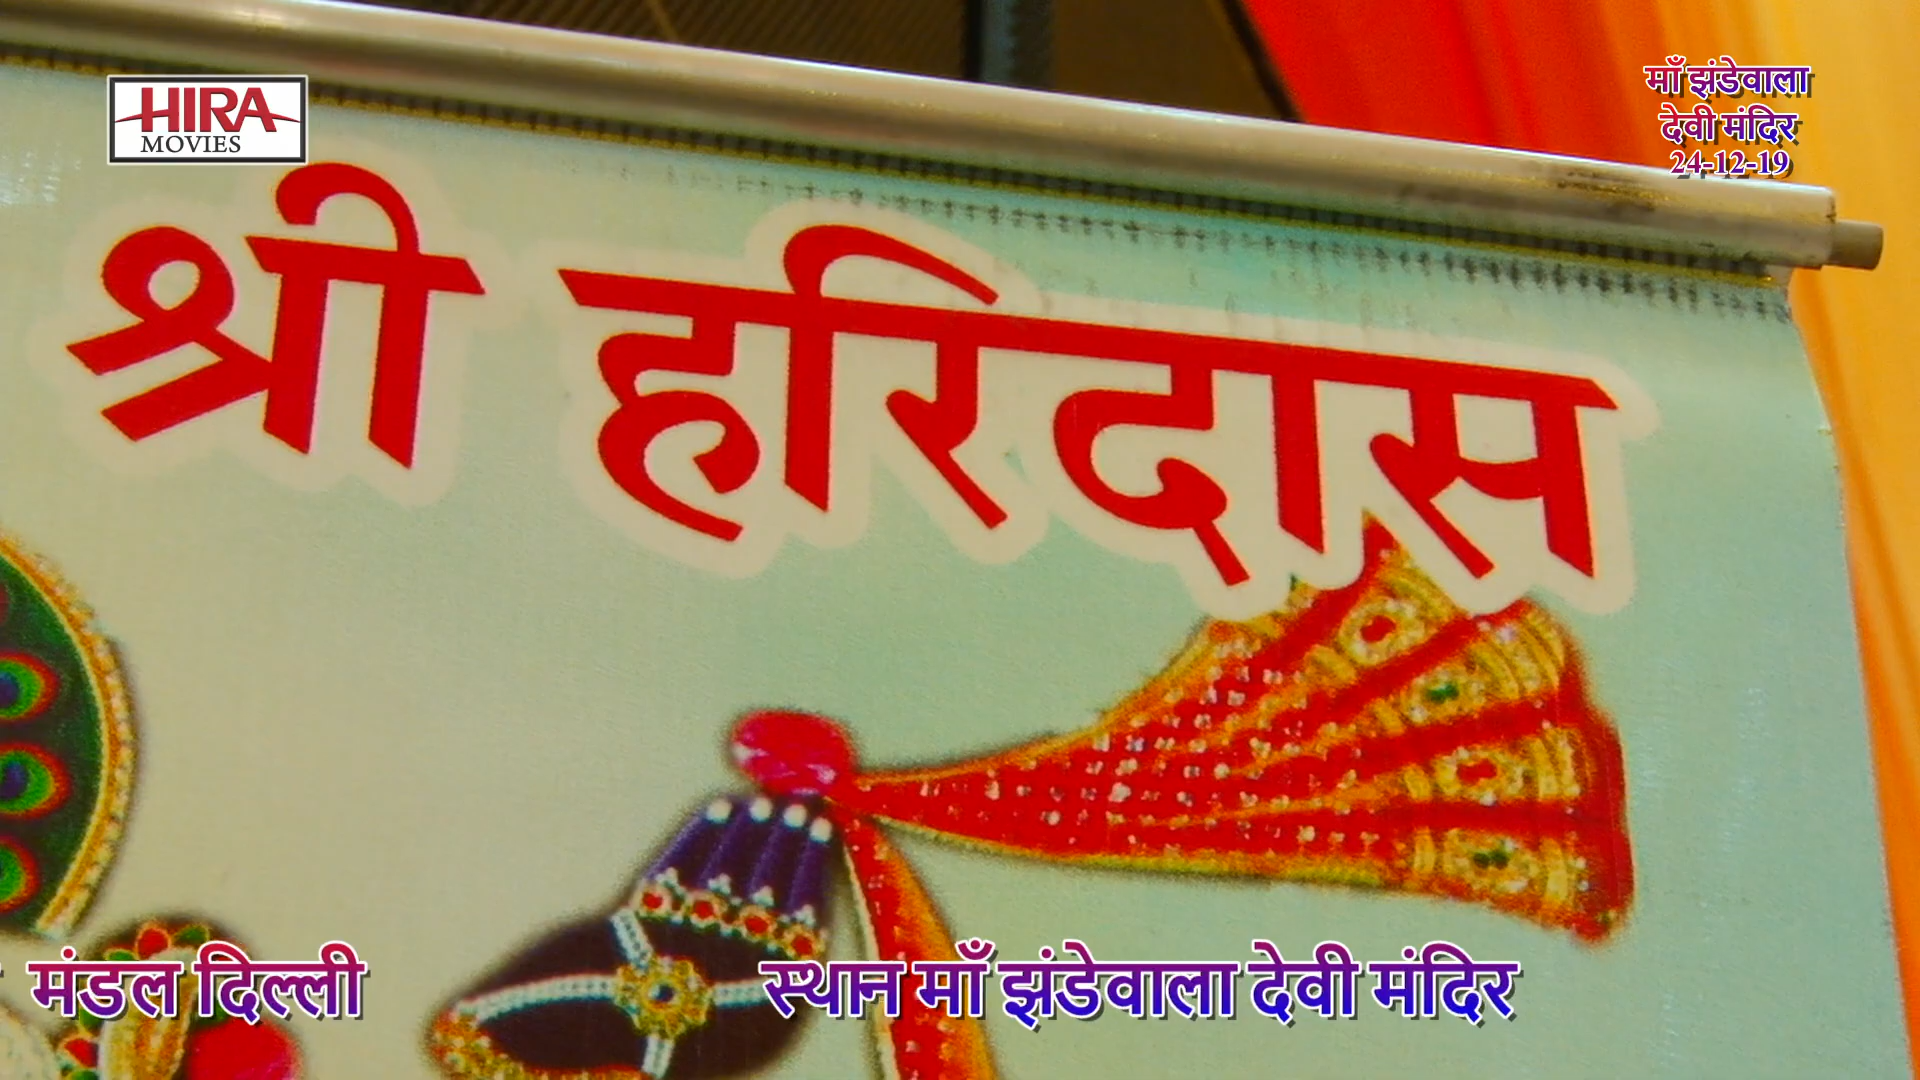 HIRA
MOVIES
माँ झंडेवाला
देवी मंदिर
24-12-19
श्री हरिदास
मंडल दिल्ली
स्थान माँ झंडेवाला देवी मंदिर